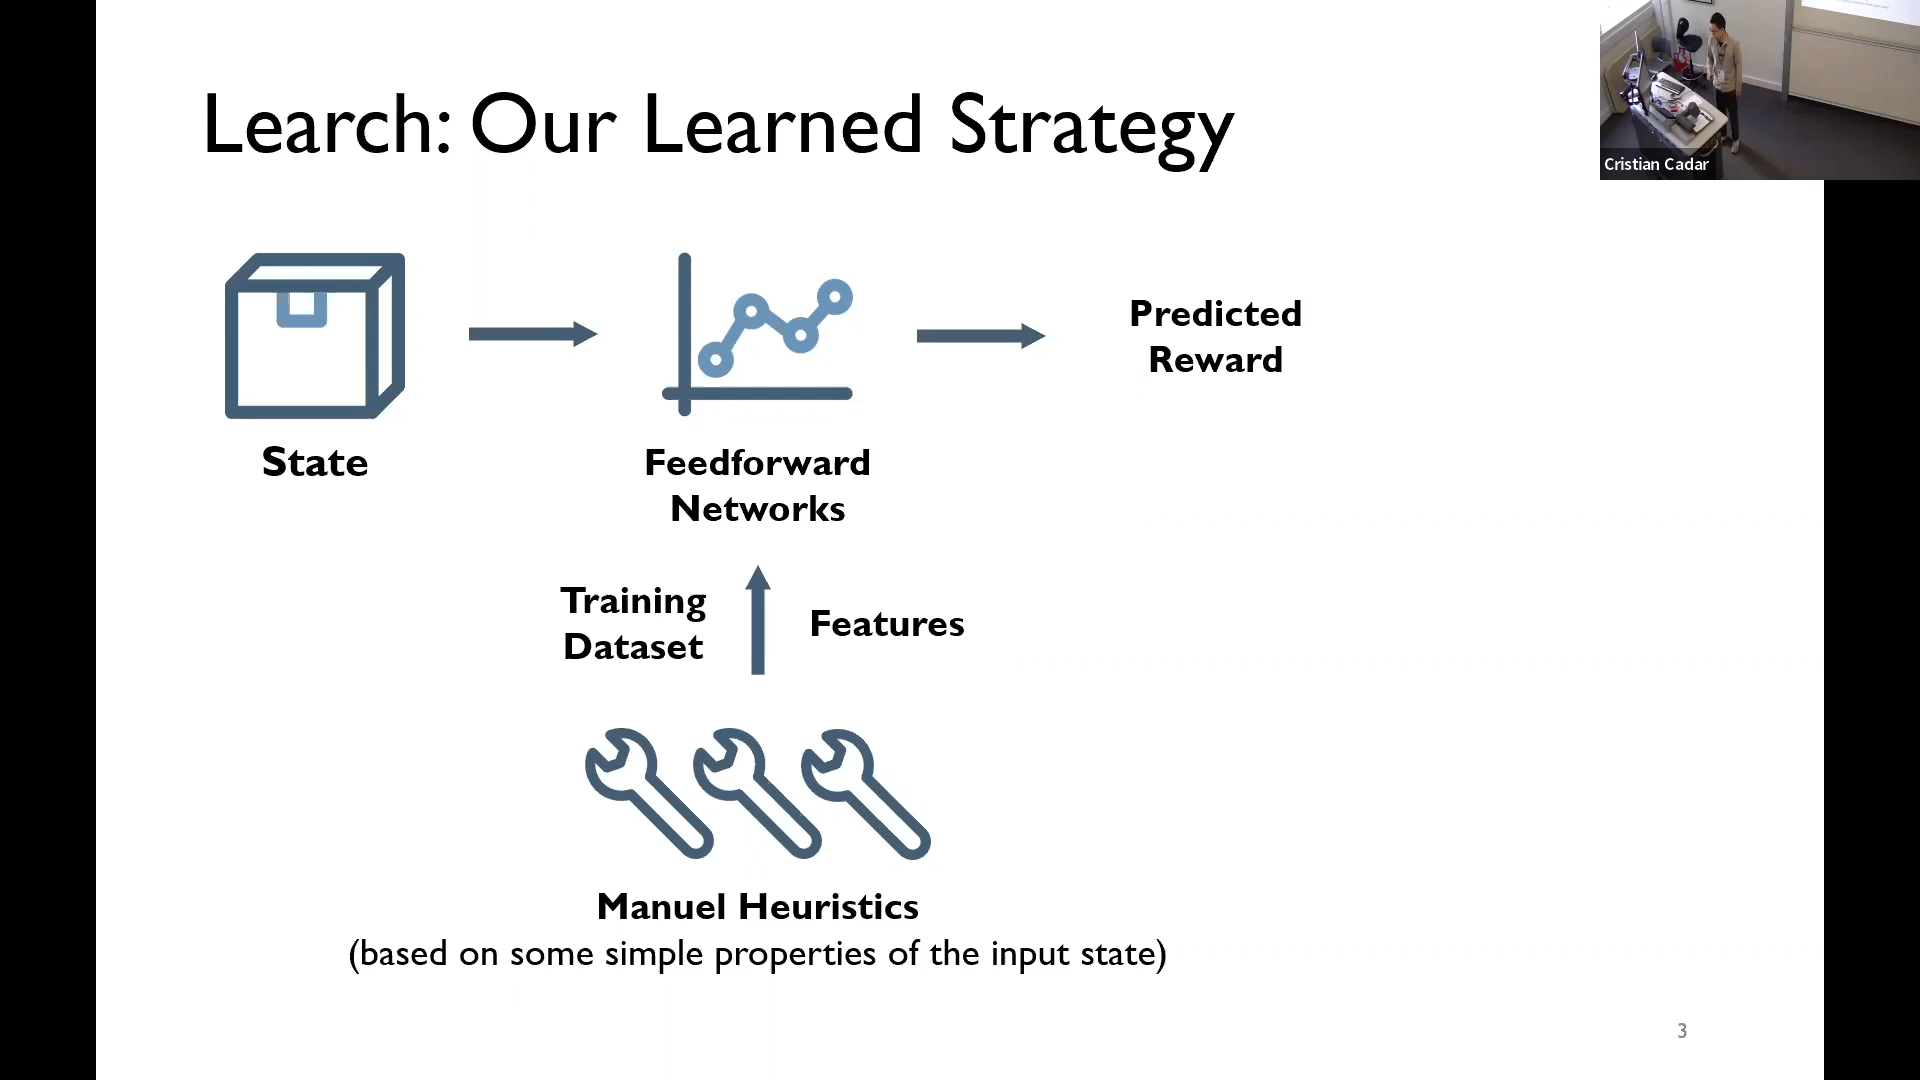 Learch: Our Learned Strategy
Cristian Cadar
State
Feedforward
Networks
Predicted
Reward
Training
Dataset
Features
Manuel Heuristics
(based on some simple properties of the input state)
3